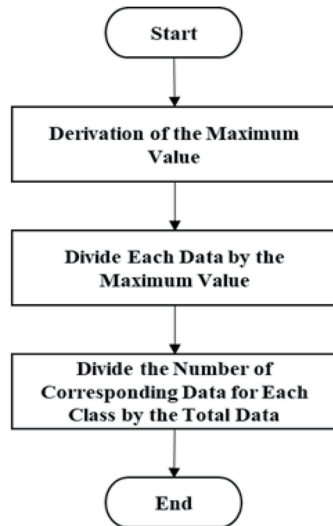 Start
Derivation of the Maximum
Value
Divide Each Data by the
Maximum Value
Divide the Number of
Corresponding Data for Each
Class by the Total Data
End